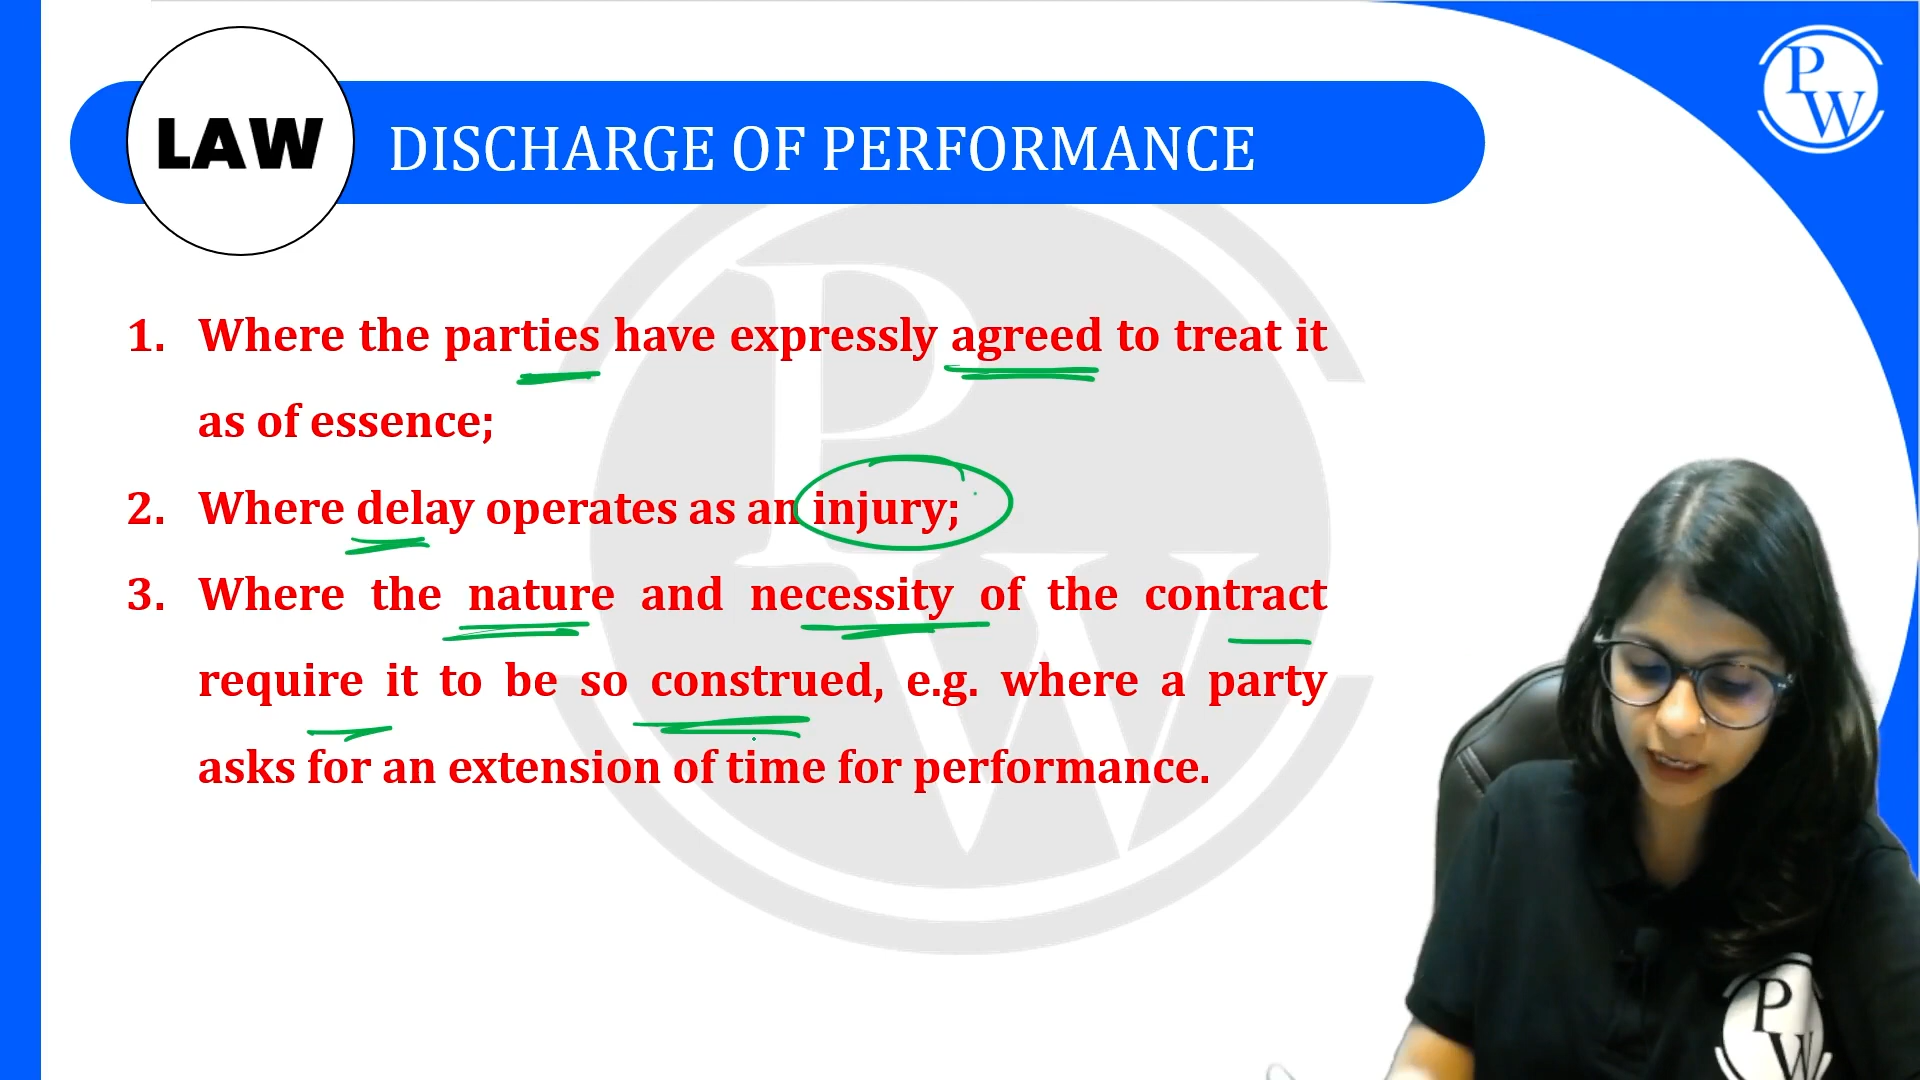 LAW
DISCHARGE OF PERFORMANCE
PW
1. Where the parties have expressly agreed to treat it
as of essence;
2. Where delay operates as an injury;
3. Where the nature and necessity of the contract
require it to be so construed, e.g. where a party
asks for an extension of time for performance.
PW
PW